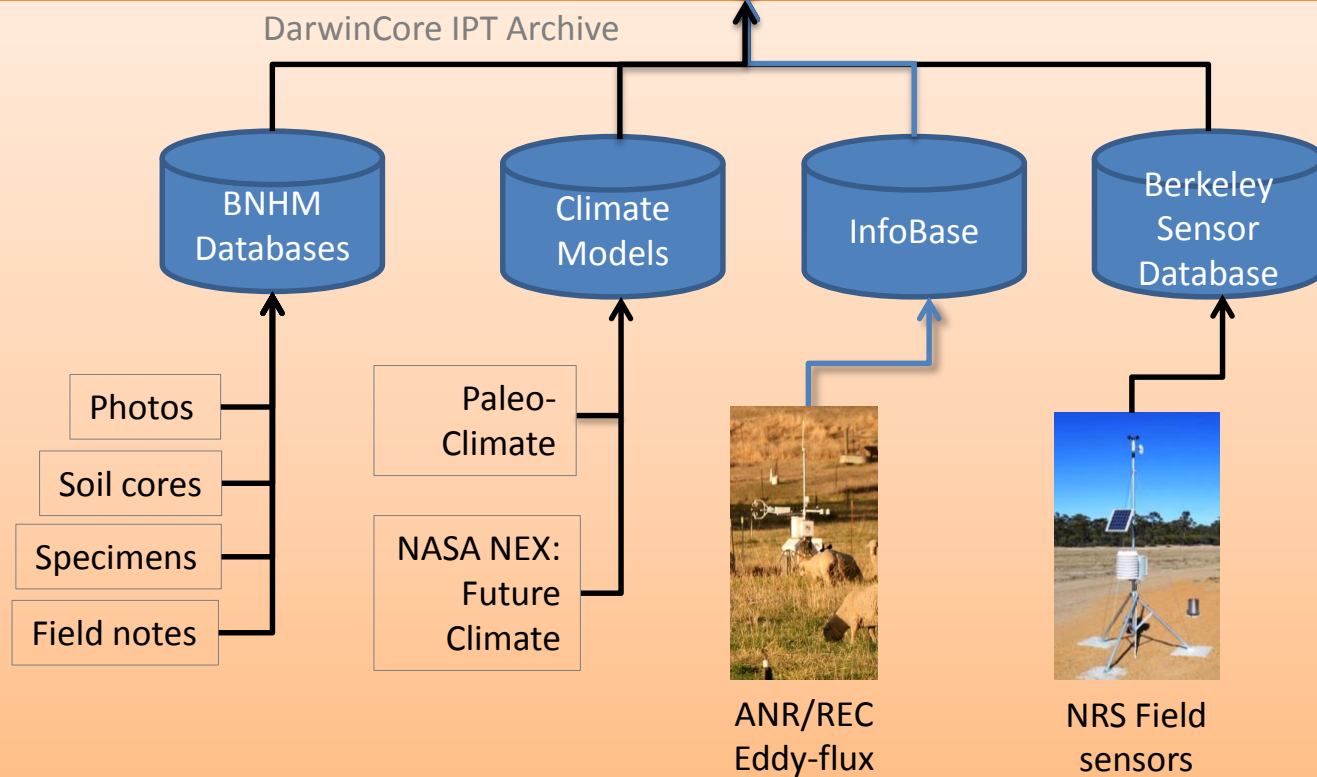 DarwinCore IPT Archive
BNHM
Databases
Climate
Models
InfoBase
Berkeley
Sensor
Database
Photos
Soil cores
Specimens
Field notes
Paleo-
Climate
NASA NEX:
Future
Climate
ANR/REC
Eddy-flux
NRS Field
sensors